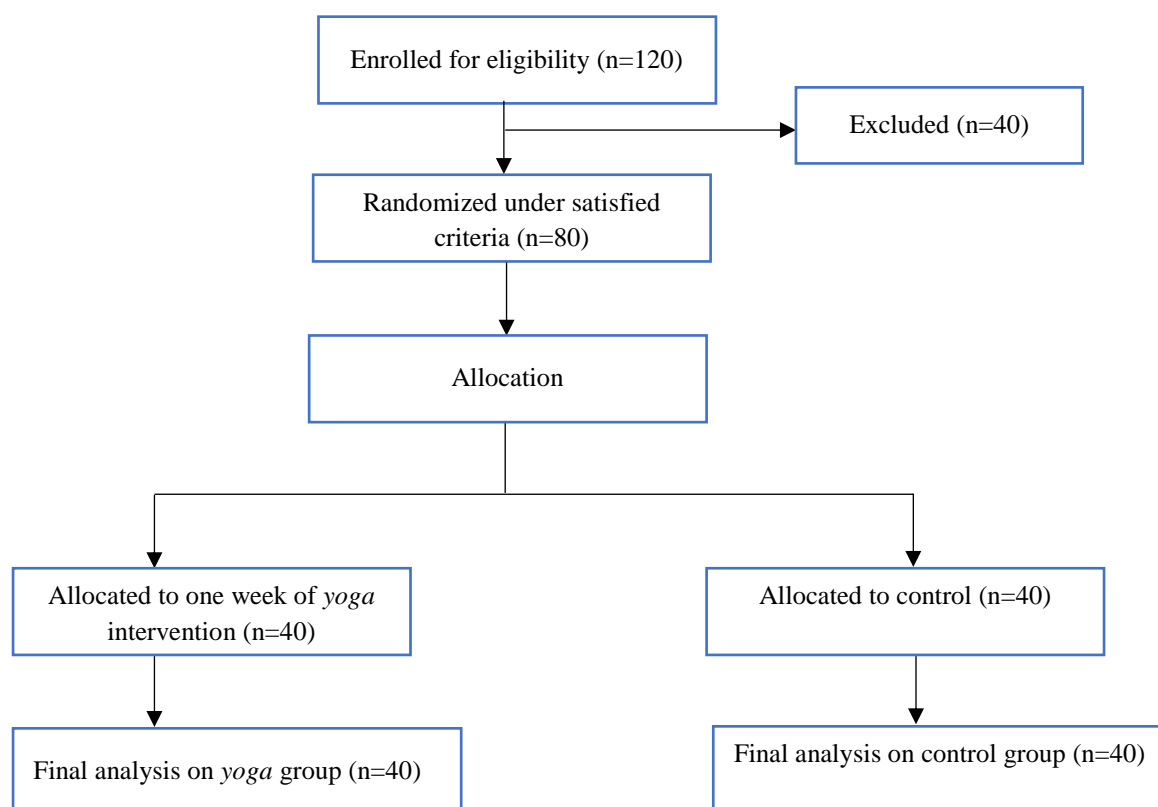 Enrolled for eligibility (n=120)
Excluded (n=40)
Randomized under satisfied
criteria (n=80)
Allocation
Allocated to one week of yoga
intervention (n=40)
Allocated to control (n=40)
Final analysis on yoga group (n=40)
Final analysis on control group (n=40)